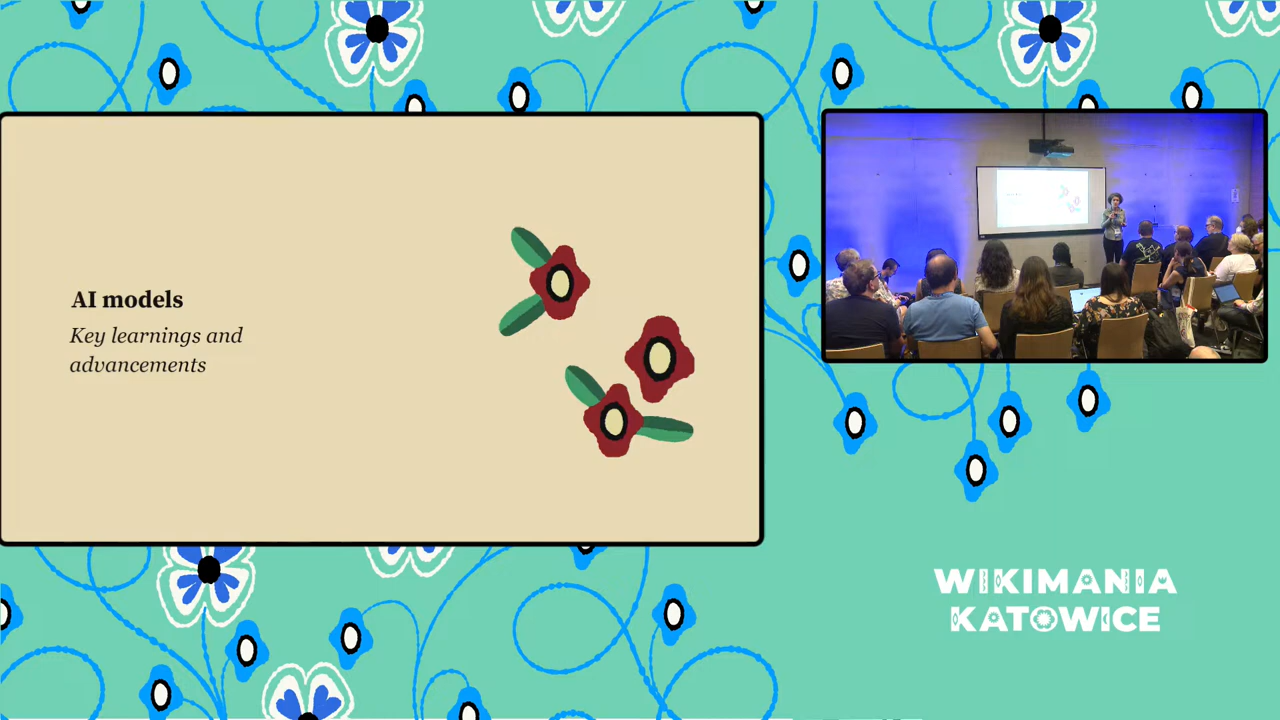 AI models
Key learnings and
advancements
WIKIMANIA
KATOWICE